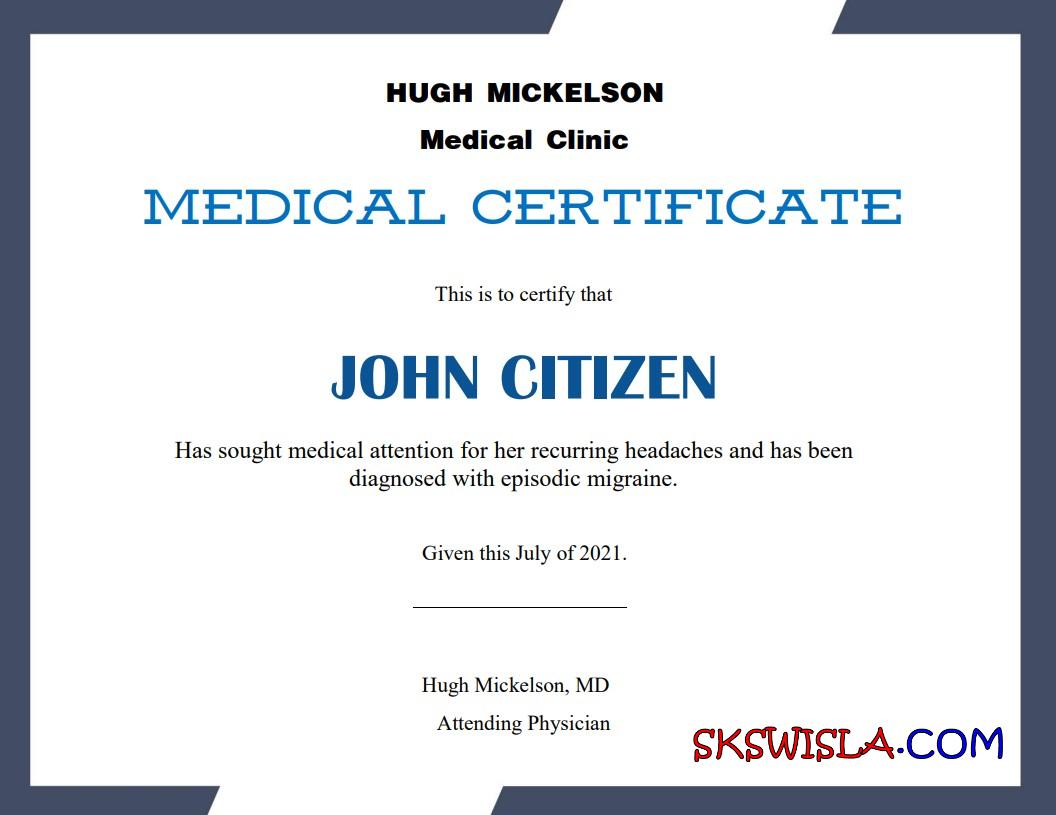 HUGH MICKELSON
Medical Clinic
MEDICAL CERTIFICATE
This is to certify that
JOHN CITIZEN
Has sought medical attention for her recurring headaches and has been
diagnosed with episodic migraine.
Given this July of 2021.
Hugh Mickelson, MD
Attending Physician
SKSWISLA.COM